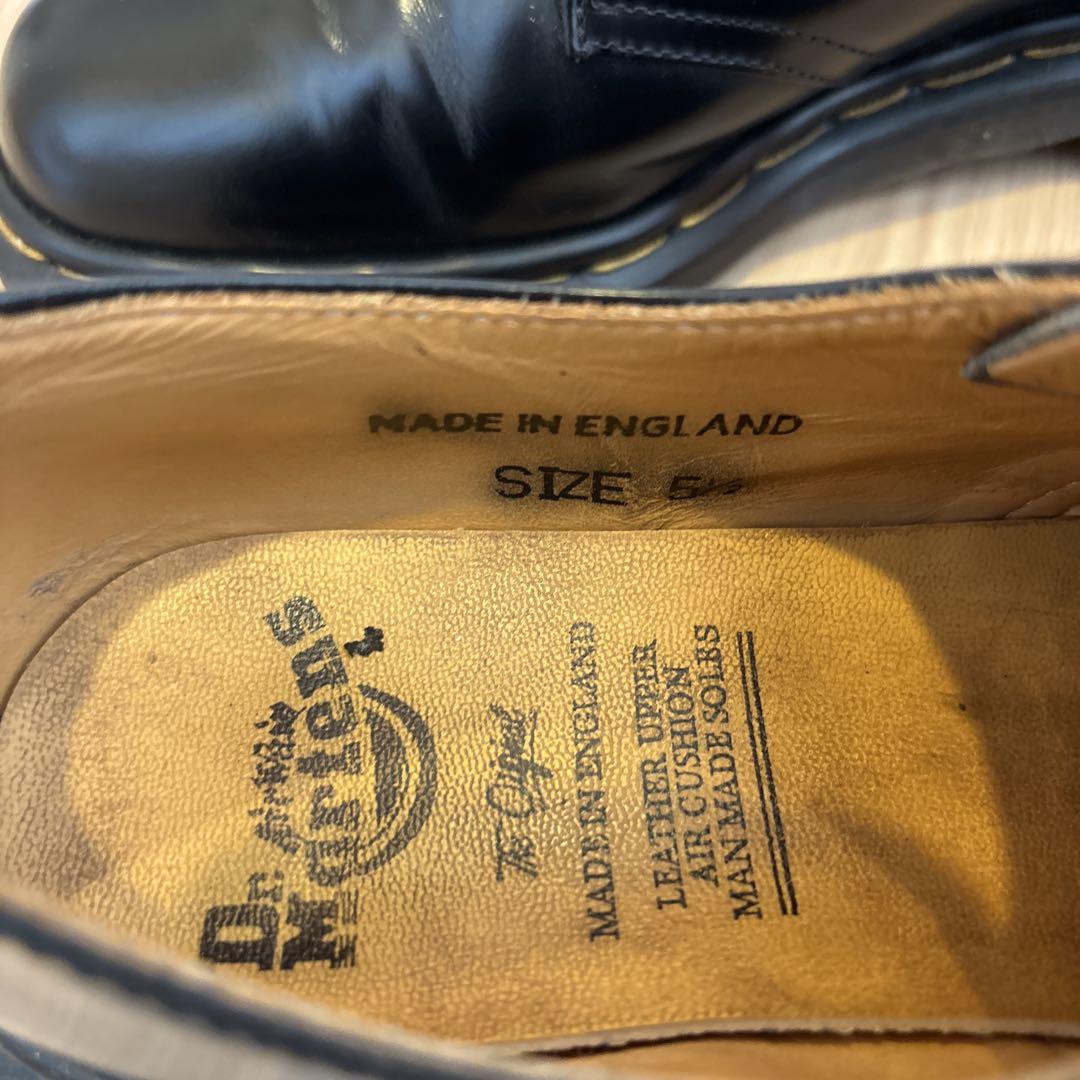 MADE IN ENGLAND
SIZE 5½
Dr. AirWair
Martens
The Original
MADE IN ENGLAND
LEATHER UPPER
AIR CUSHION
MAN MADE SOLES